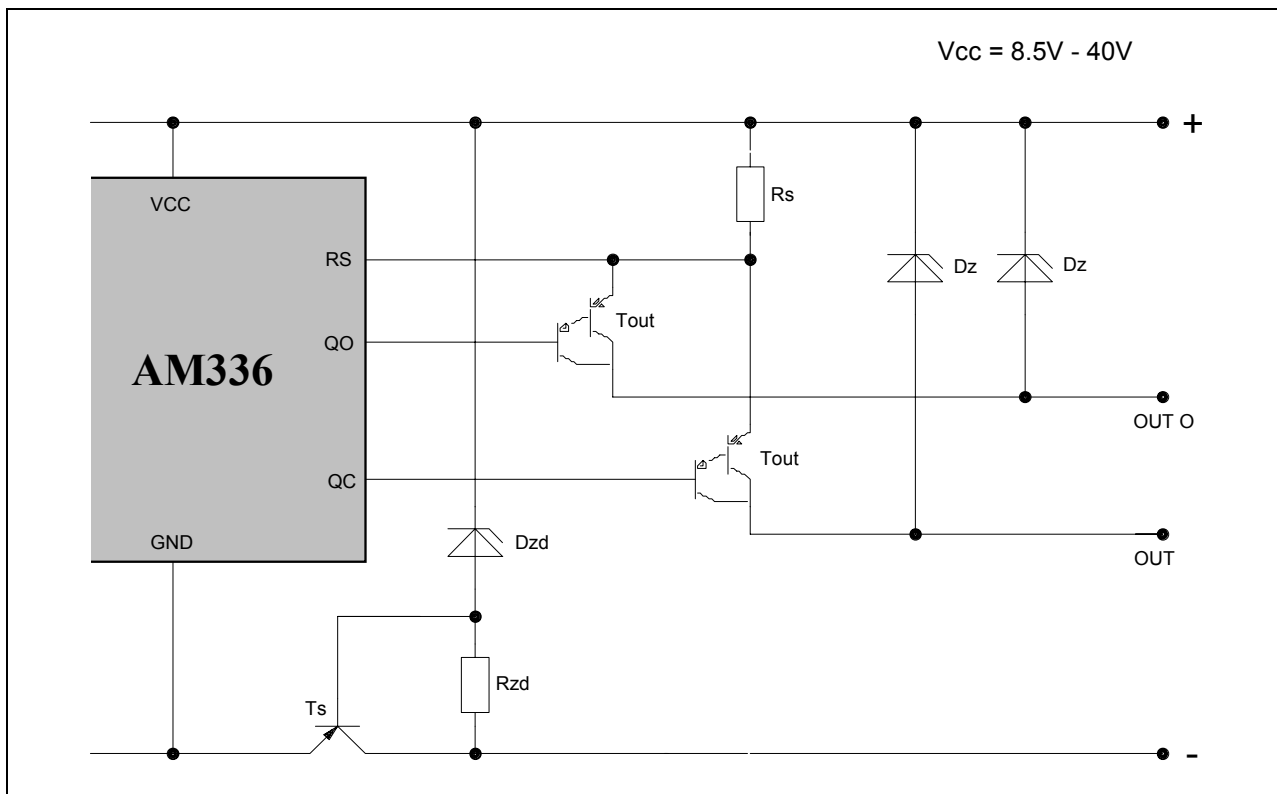 Vcc = 8.5V - 40V
+
VCC
Rs
RS
Dz
Dz
Tout
QO
AM336
OUT O
Tout
QC
GND
Dzd
OUT
Rzd
Ts
-